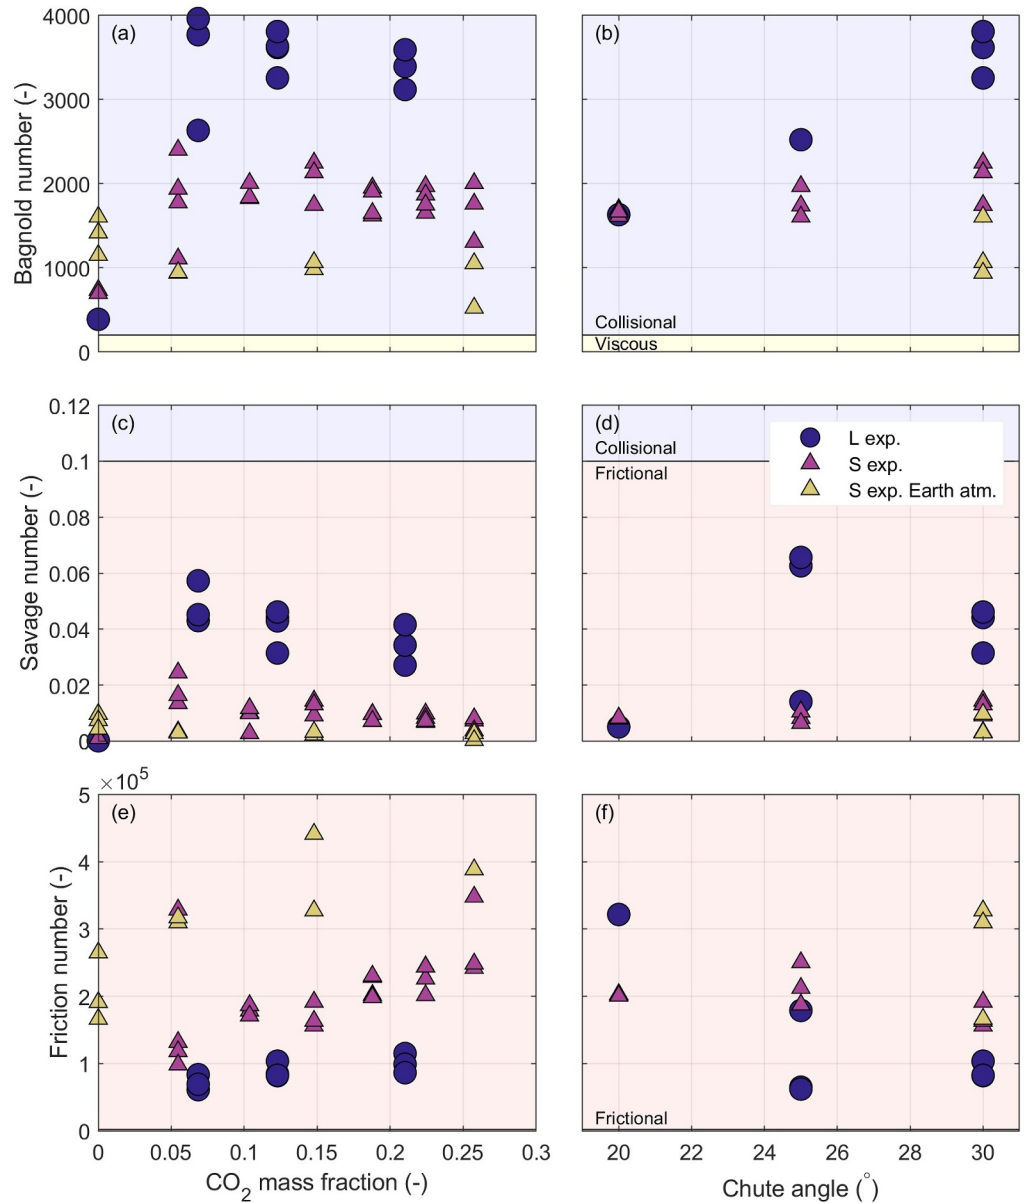 (a)
(b)
4000
3000
2000
1000
0
Bagnold number (-)
Collisional
Viscous
(c)
(d)
0.12
0.1
0.08
0.06
0.04
0.02
0
Savage number (-)
Collisional
Frictional
L exp.
S exp.
S exp. Earth atm.
×10⁵
(e)
(f)
5
4
3
2
1
0
Friction number (-)
Frictional
0 0.05 0.1 0.15 0.2 0.25 0.3
20 22 24 26 28 30
CO₂ mass fraction (-)
Chute angle (°)